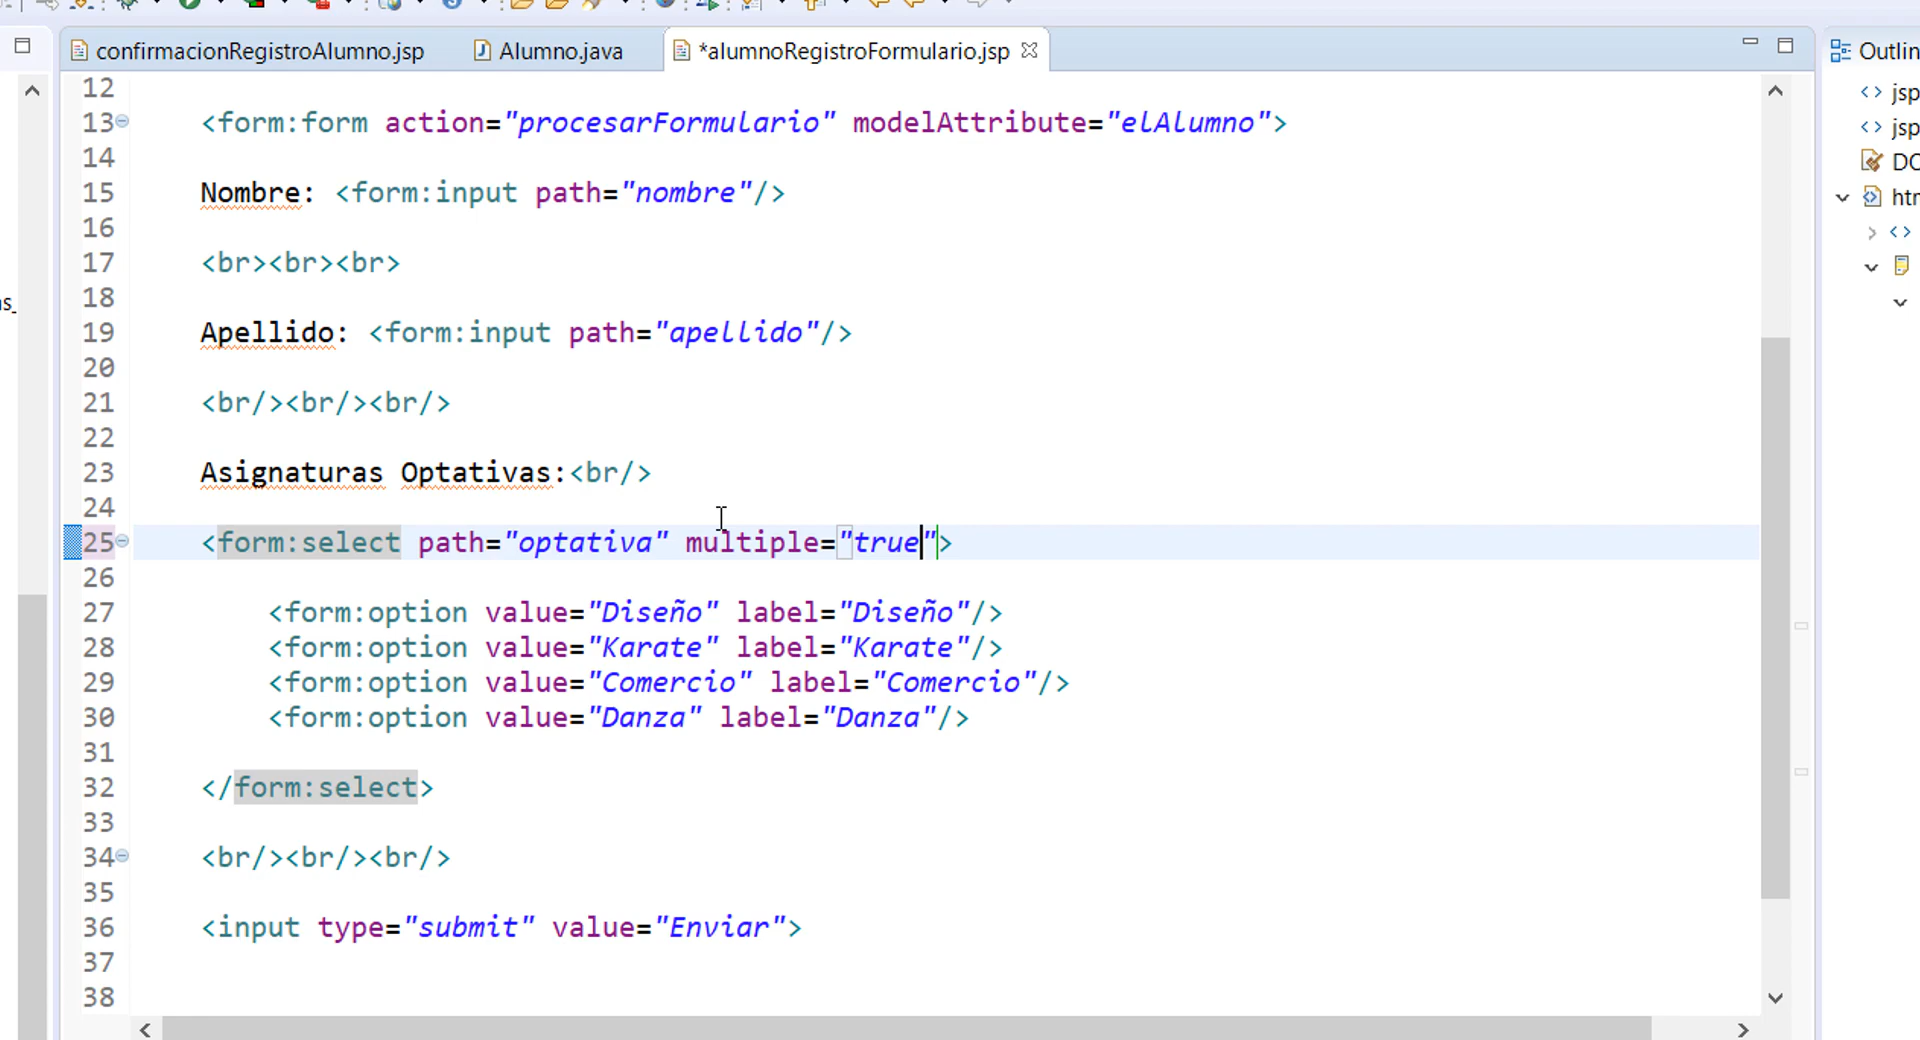 confirmacionRegistroAlumno.jsp Alumno.java *alumnoRegistroFormulario.jsp
12
13 <form:form action="procesarFormulario" modelAttribute="elAlumno">
14
15 Nombre: <form:input path="nombre"/>
16
17 <br><br><br>
18
19 Apellido: <form:input path="apellido"/>
20
21 <br/><br/><br/>
22
23 Asignaturas Optativas:<br/>
24
25 <form:select path="optativa" multiple="true">
26
27 <form:option value="Diseño" label="Diseño"/>
28 <form:option value="Karate" label="Karate"/>
29 <form:option value="Comercio" label="Comercio"/>
30 <form:option value="Danza" label="Danza"/>
31
32 </form:select>
33
34 <br/><br/><br/>
35
36 <input type="submit" value="Enviar">
37
38